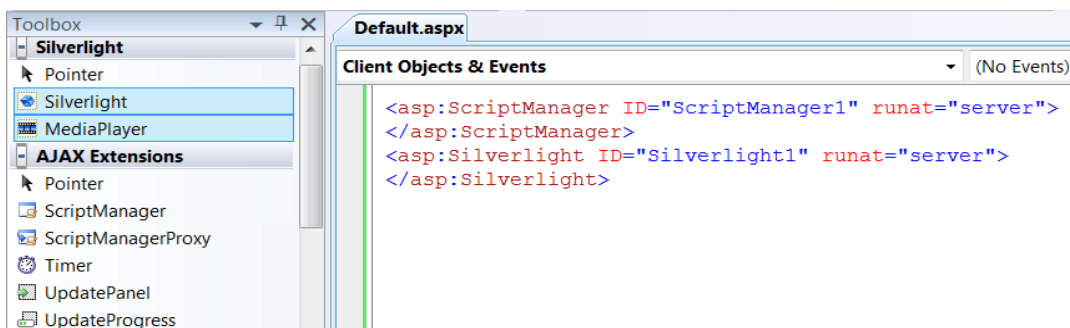 Toolbox
Silverlight
Pointer
Silverlight
MediaPlayer
AJAX Extensions
Pointer
ScriptManager
ScriptManagerProxy
Timer
UpdatePanel
UpdateProgress
Default.aspx
Client Objects & Events
(No Events)
<asp:ScriptManager ID="ScriptManager1" runat="server">
</asp:ScriptManager>
<asp:Silverlight ID="Silverlight1" runat="server">
</asp:Silverlight>